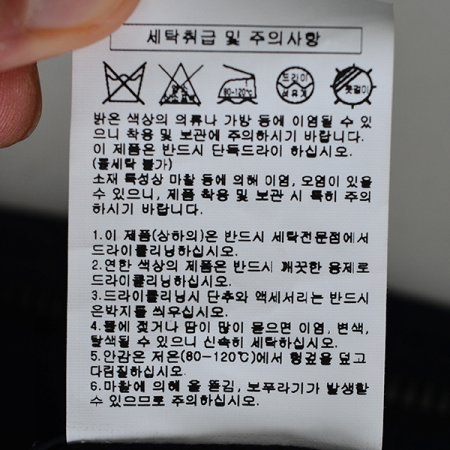 세탁취급 및 주의사항
80-120℃
드라이
석유계
옷걸이
밝은 색상의 의류나 가방 등에 이염될 수 있
으니 착용 및 보관에 주의하시기 바랍니다.
이 제품은 반드시 단독드라이 하십시오.
(물세탁 불가)
소재 특성상 마찰 등에 의해 이염, 오염이 있을
수 있으니, 제품 착용 및 보관 시 특히 주의
하시기 바랍니다.
1.이 제품(상하의)은 반드시 세탁전문점에서
드라이클리닝하십시오.
2.연한 색상의 제품은 반드시 깨끗한 용제로
드라이클리닝하십시오.
3.드라이클리닝시 단추와 액세서리는 반드시
은박지를 씌우십시오.
4.물에 젖거나 땀이 많이 묻으면 이염, 변색,
탈색될 수 있으니 신속히 세탁하십시오.
5.안감은 저온(80-120℃)에서 헝겊을 덮고
다림질하십시오.
6.마찰에 의해 올 뜯김, 보푸라기가 발생할
수 있으므로 주의하십시오.